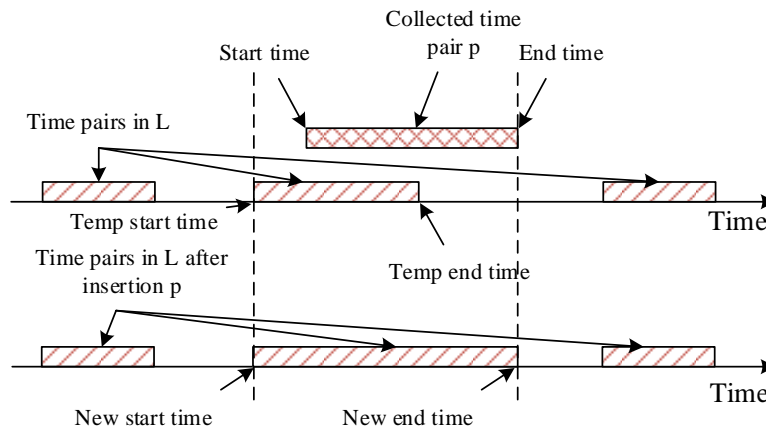 Collected time
pair p
Start time
End time
Time pairs in L
Temp start time
Time
Time pairs in L after
insertion p
Temp end time
Time
New start time
New end time